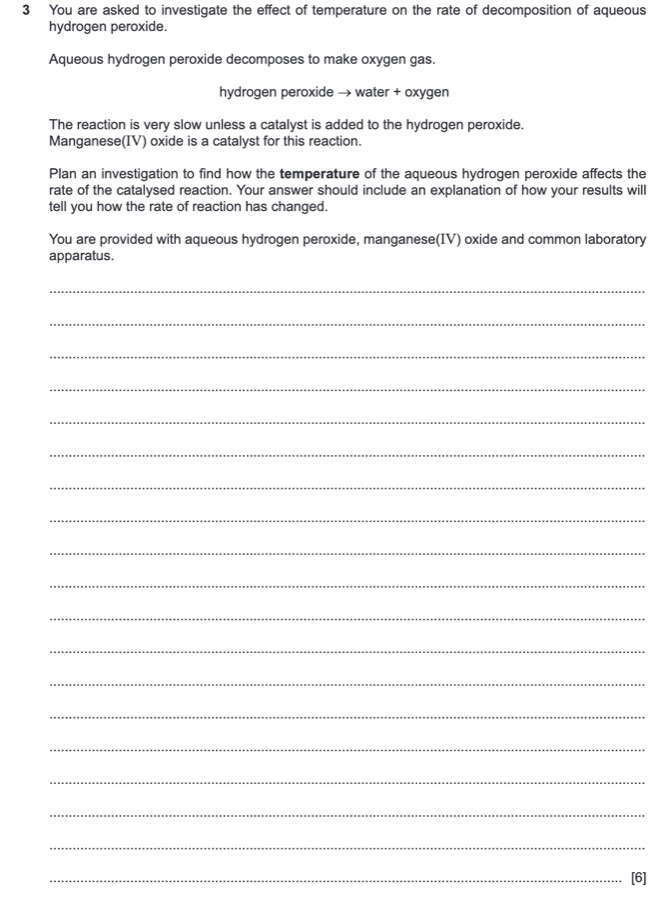 3 You are asked to investigate the effect of temperature on the rate of decomposition of aqueous
hydrogen peroxide.
Aqueous hydrogen peroxide decomposes to make oxygen gas.
hydrogen peroxide → water + oxygen
The reaction is very slow unless a catalyst is added to the hydrogen peroxide.
Manganese(IV) oxide is a catalyst for this reaction.
Plan an investigation to find how the temperature of the aqueous hydrogen peroxide affects the
rate of the catalysed reaction. Your answer should include an explanation of how your results will
tell you how the rate of reaction has changed.
You are provided with aqueous hydrogen peroxide, manganese(IV) oxide and common laboratory
apparatus.
[6]